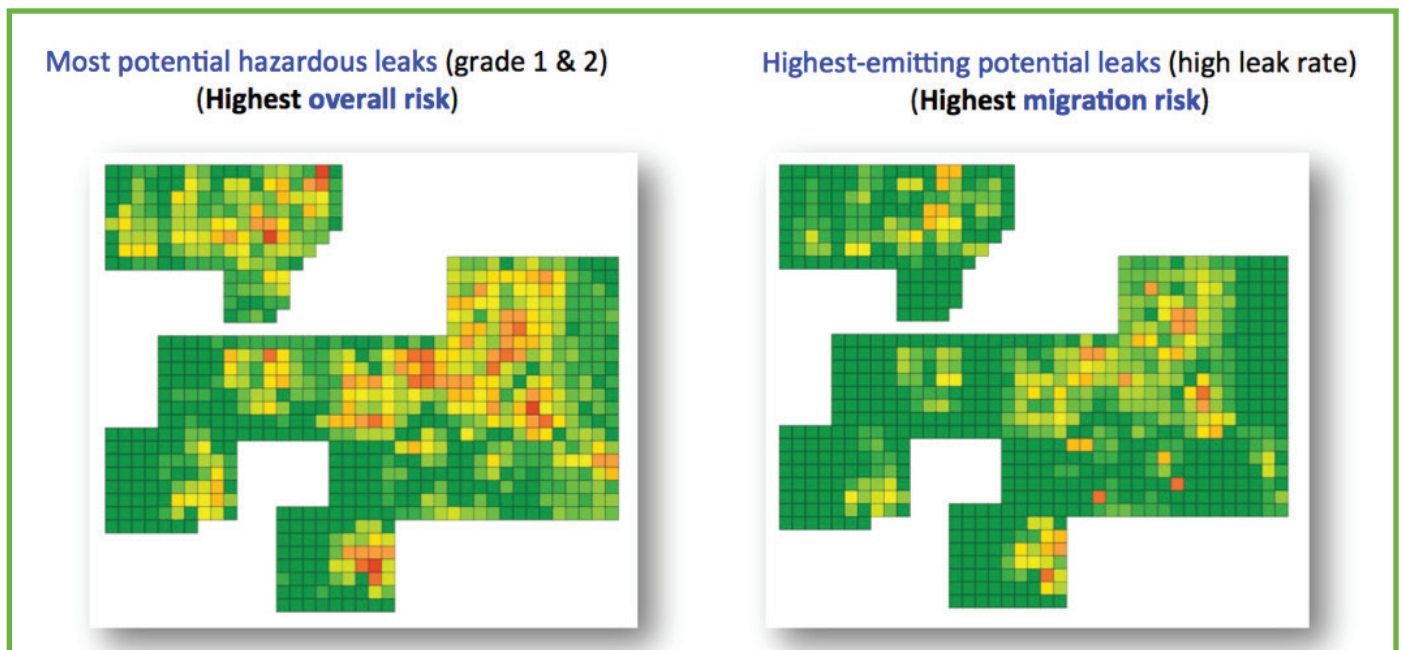 Most potential hazardous leaks (grade 1 & 2)
(Highest overall risk)
Highest-emitting potential leaks (high leak rate)
(Highest migration risk)